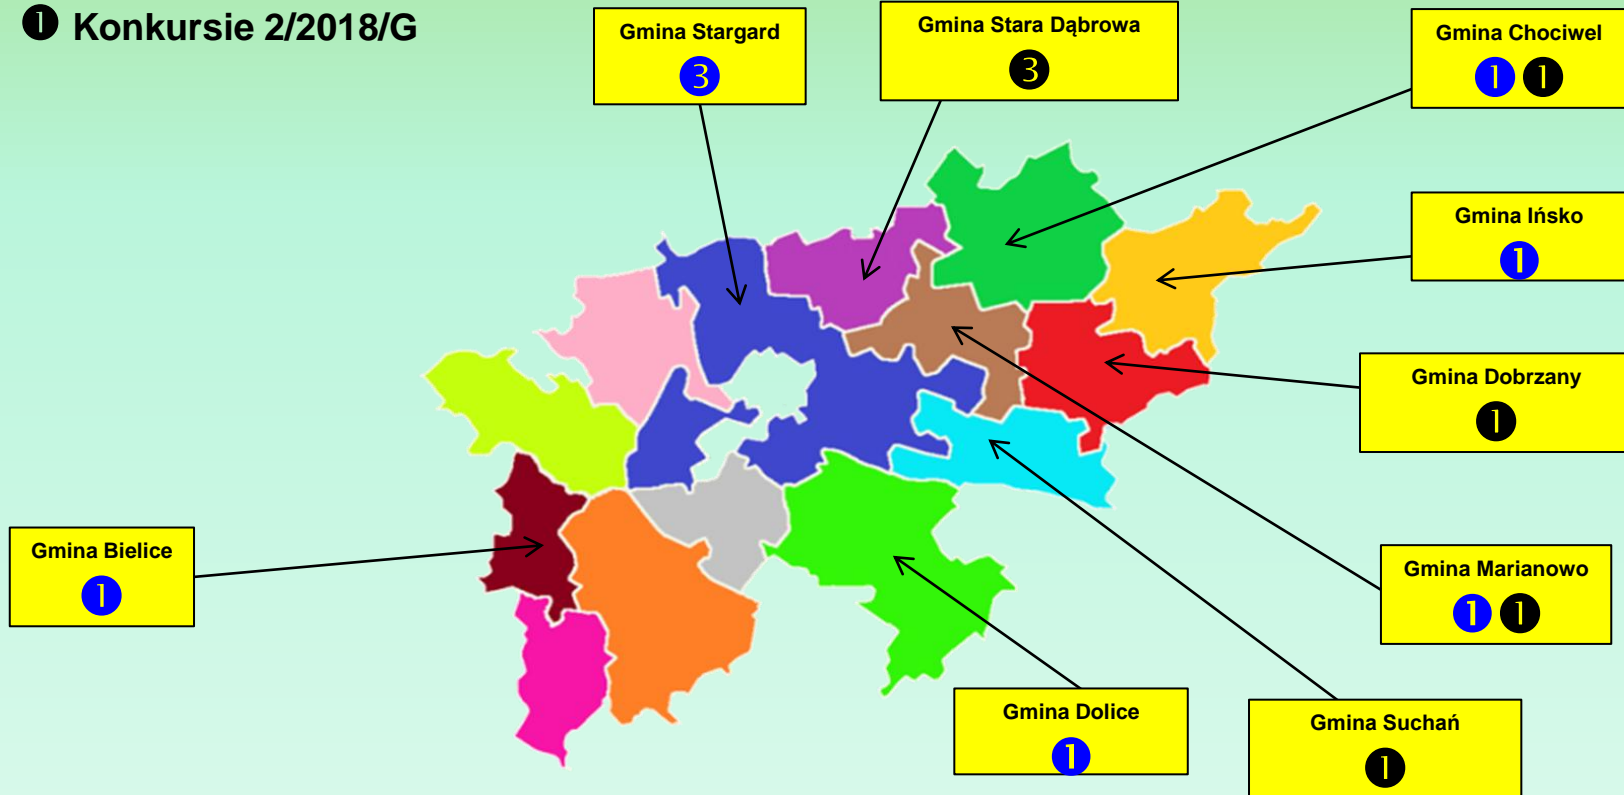 ❶ Konkursie 2/2018/G
Gmina Stargard
3
Gmina Stara Dąbrowa
3
Gmina Chociwel
1 1
Gmina Ińsko
1
Gmina Dobrzany
1
Gmina Bielice
1
Gmina Marianowo
1 1
Gmina Dolice
1
Gmina Suchań
1